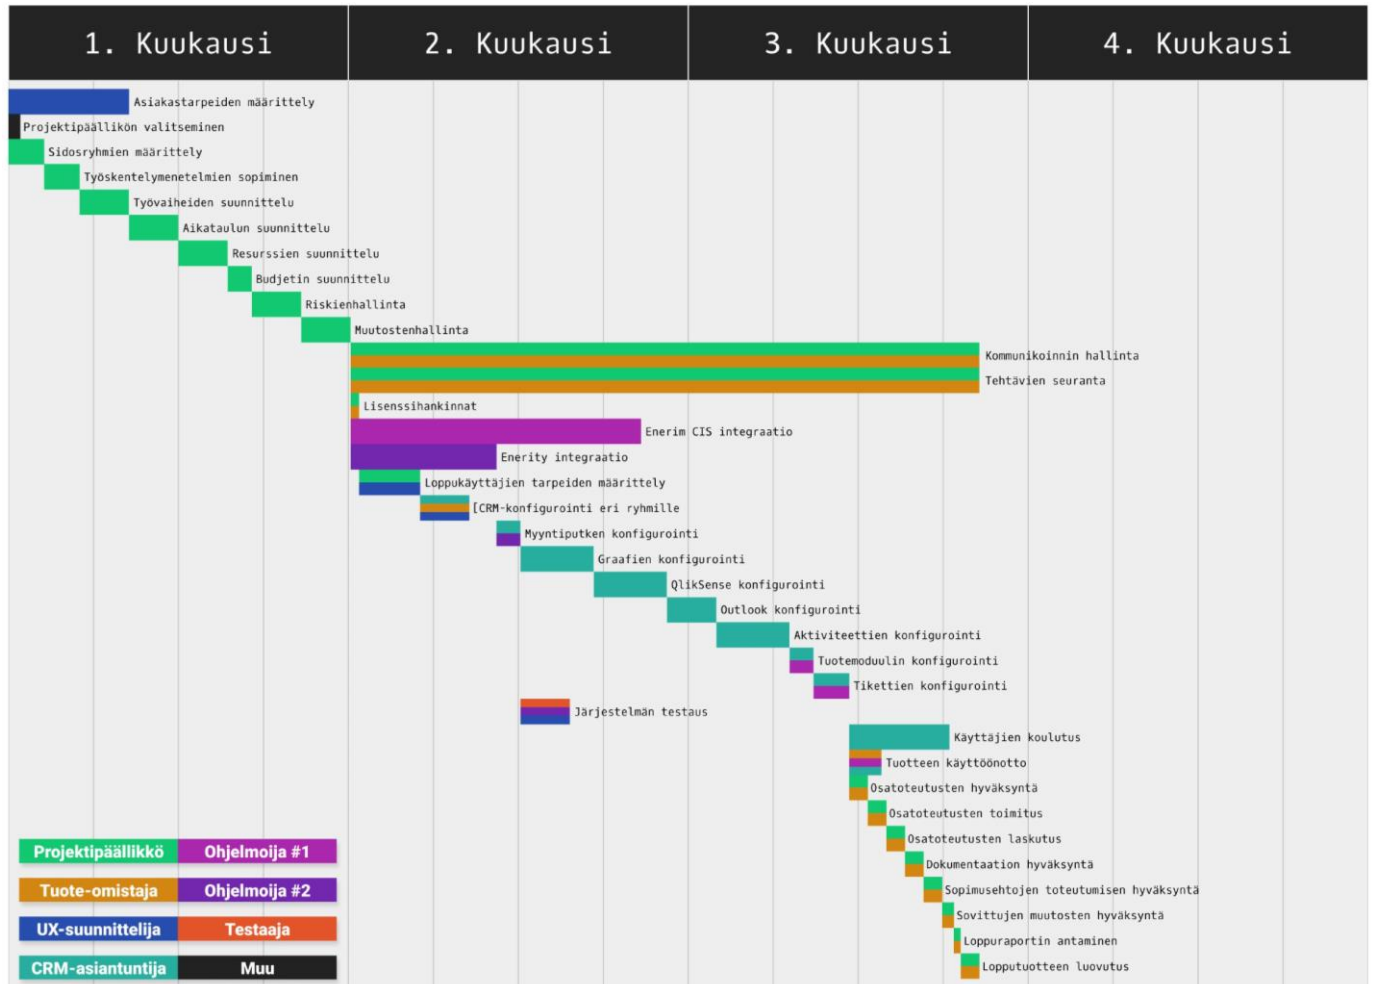 1. Kuukausi
2. Kuukausi
3. Kuukausi
4. Kuukausi
Asiakastarpeiden määrittely
Projektipäällikön valitseminen
Sidosryhmien määrittely
Työskentelymenetelmien sopiminen
Työvaiheiden suunnittelu
Aikataulun suunnittelu
Resurssien suunnittelu
Budjetin suunnittelu
Riskienhallinta
Muutostenhallinta
Kommunikoinnin hallinta
Tehtävien seuranta
Lisenssihankinnat
Enerim CIS integraatio
Enerity integraatio
Loppukäyttäjien tarpeiden määrittely
[CRM-konfigurointi eri ryhmille
Myyntiputken konfigurointi
Graafien konfigurointi
QlikSense konfigurointi
Outlook konfigurointi
Aktiviteettien konfigurointi
Tuotemoduulin konfigurointi
Tikettien konfigurointi
Järjestelmän testaus
Käyttäjien koulutus
Tuotteen käyttöönotto
Osatoteutusten hyväksyntä
Osatoteutusten toimitus
Osatoteutusten laskutus
Dokumentaation hyväksyntä
Sopimusehtojen toteutumisen hyväksyntä
Sovittujen muutosten hyväksyntä
Loppuraportin antaminen
Lopputuotteen luovutus
Projektipäällikkö
Ohjelmoija #1
Tuote-omistaja
Ohjelmoija #2
UX-suunnittelija
Testaaja
CRM-asiantuntija
Muu